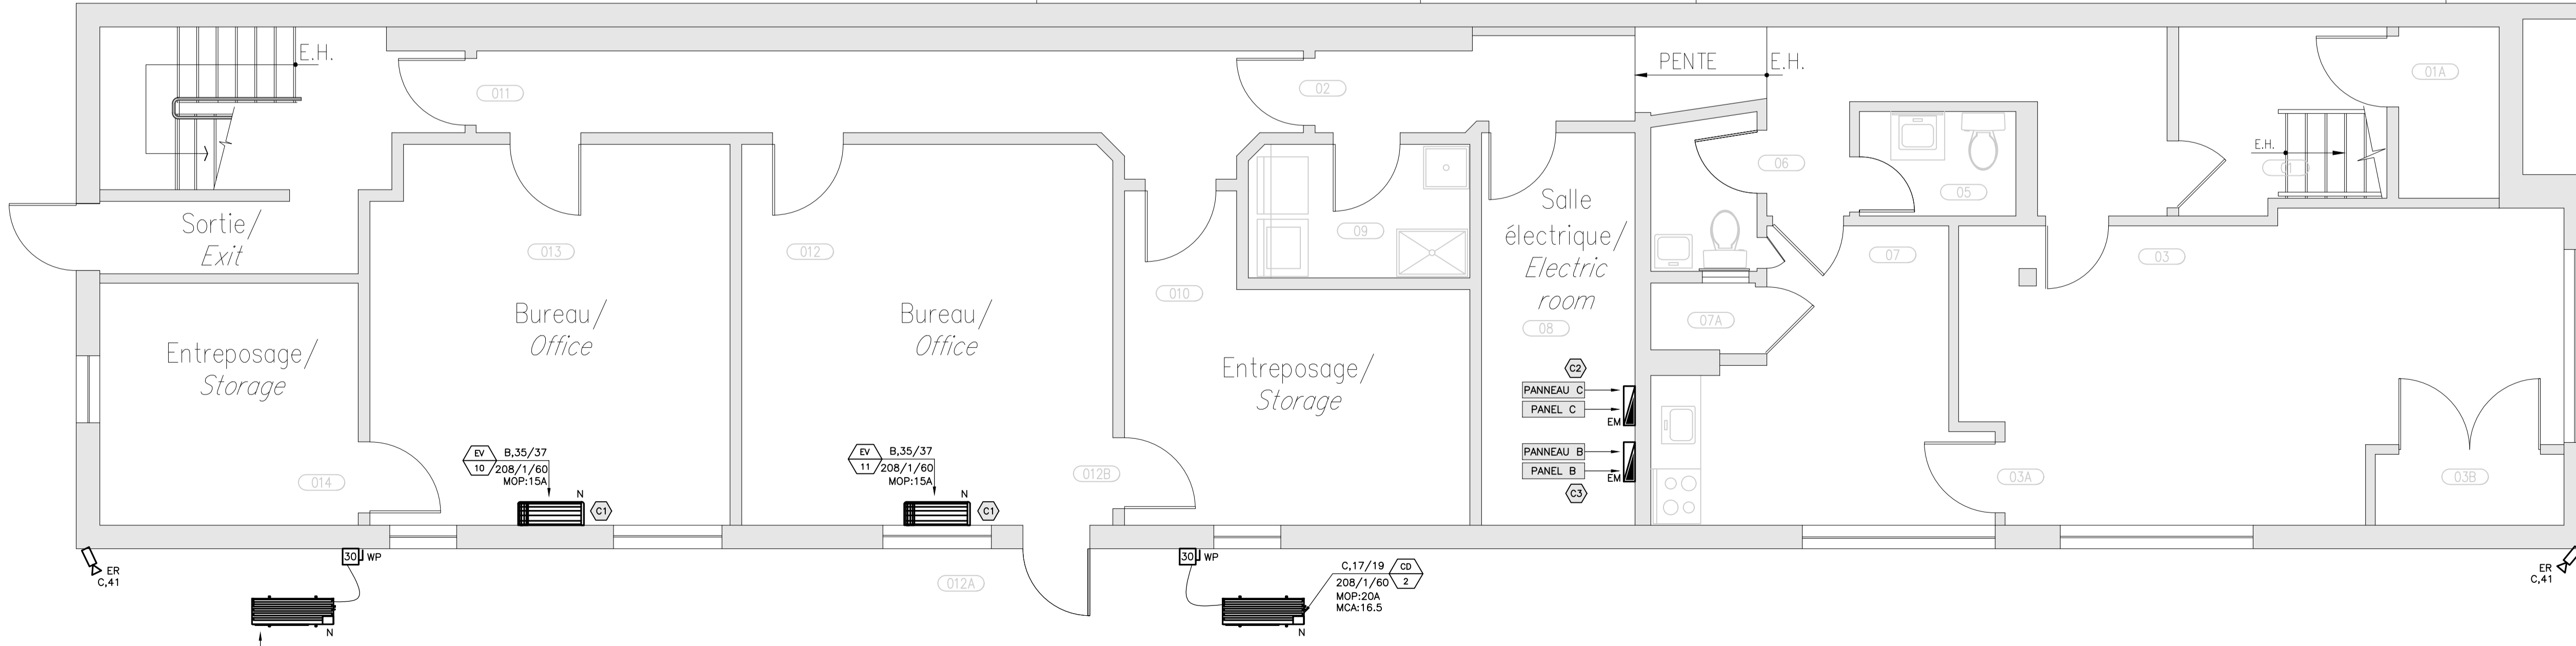 E.H.
011
02
PENTE
E.H.
01A
06
05
E.H.
01
Sortie/
Exit
013
012
09
010
Salle
électrique/
Electric
room
08
07
07A
03
Bureau/
Office
Bureau/
Office
Entreposage/
Storage
Entreposage/
Storage
C2
PANNEAU C
PANEL C
EM
PANNEAU B
PANEL B
EM
C3
EV
10
B,35/37
208/1/60
MOP:15A
N
C1
EV
11
B,35/37
208/1/60
MOP:15A
N
C1
014
012B
03A
03B
ER
C,41
30
WP
N
012A
30
WP
N
C,17/19
208/1/60
MOP:20A
MCA:16.5
CD
2
ER
C,41